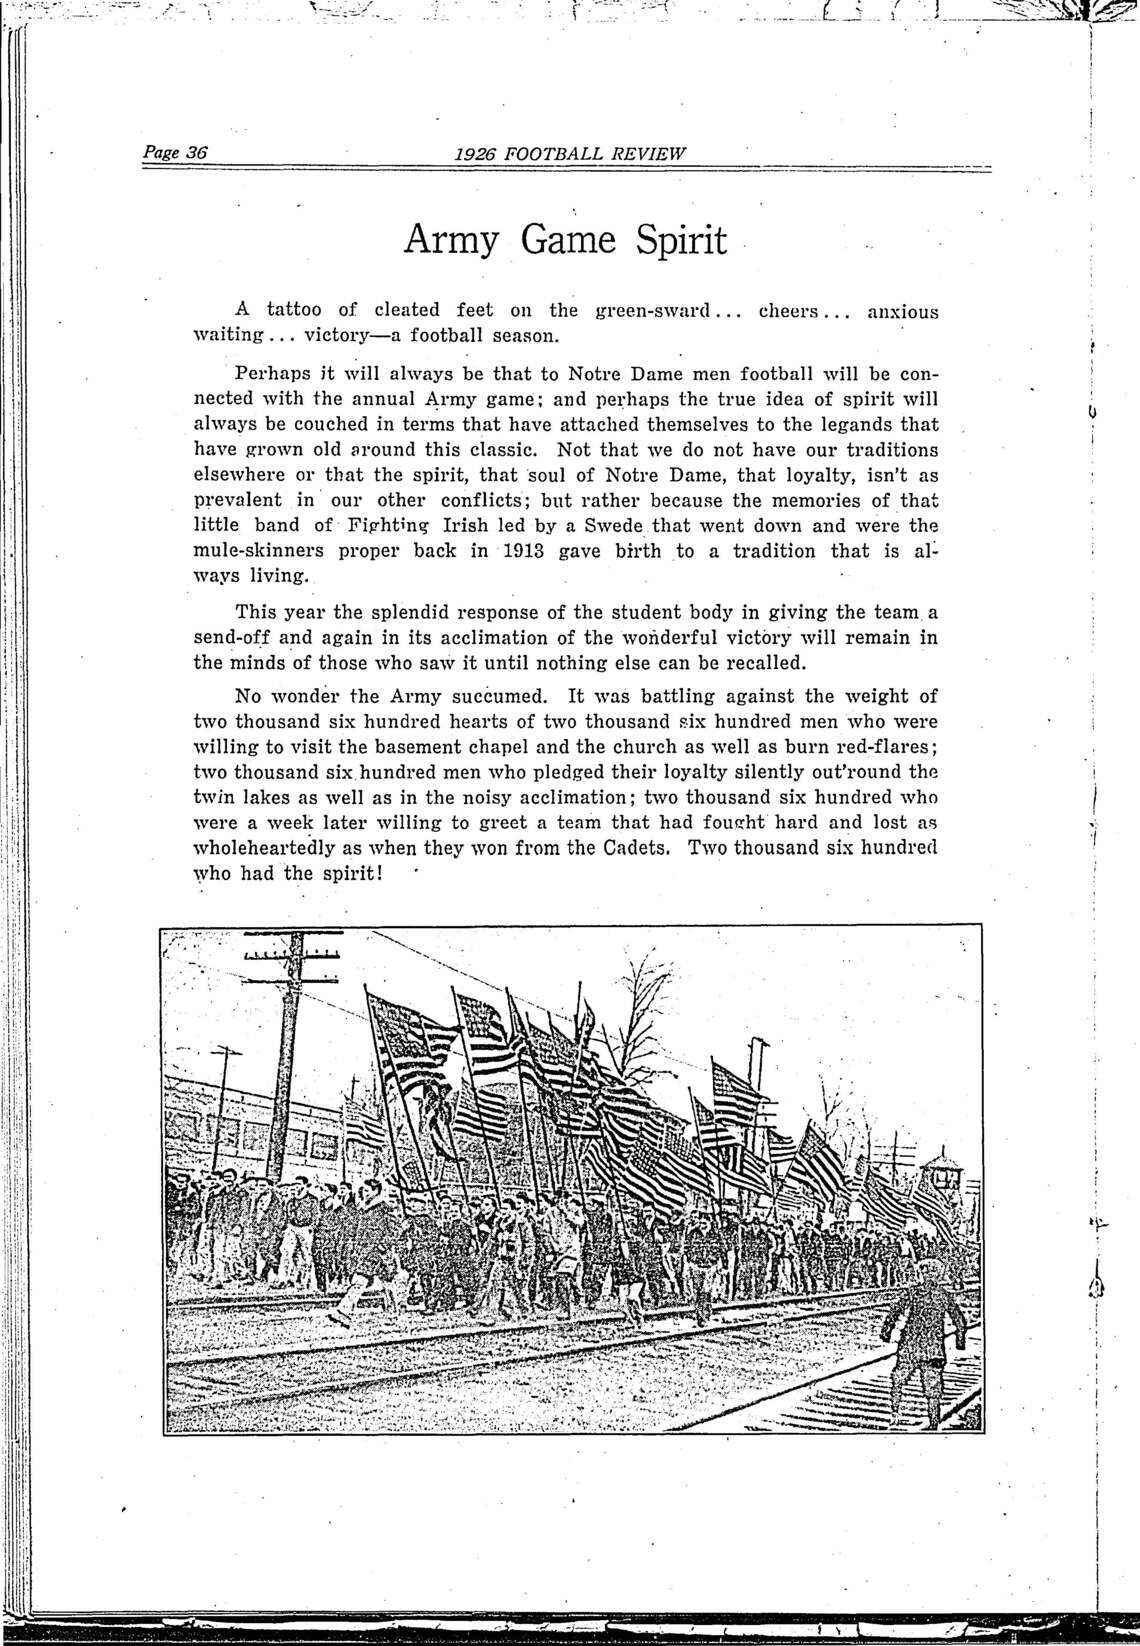 Page 36
1926 FOOTBALL REVIEW
Army Game Spirit
A tattoo of cleated feet on the green-sward... cheers... anxious
waiting... victory—a football season.
Perhaps it will always be that to Notre Dame men football will be con-
nected with the annual Army game; and perhaps the true idea of spirit will
always be couched in terms that have attached themselves to the legands that
have grown old around this classic. Not that we do not have our traditions
elsewhere or that the spirit, that soul of Notre Dame, that loyalty, isn't as
prevalent in our other conflicts; but rather because the memories of that
little band of Fighting Irish led by a Swede that went down and were the
mule-skinners proper back in 1913 gave birth to a tradition that is al-
ways living.
This year the splendid response of the student body in giving the team a
send-off and again in its acclimation of the wonderful victory will remain in
the minds of those who saw it until nothing else can be recalled.
No wonder the Army succumed. It was battling against the weight of
two thousand six hundred hearts of two thousand six hundred men who were
willing to visit the basement chapel and the church as well as burn red-flares;
two thousand six hundred men who pledged their loyalty silently out'round the
twin lakes as well as in the noisy acclimation; two thousand six hundred who
were a week later willing to greet a team that had fought hard and lost as
wholeheartedly as when they won from the Cadets. Two thousand six hundred
who had the spirit!